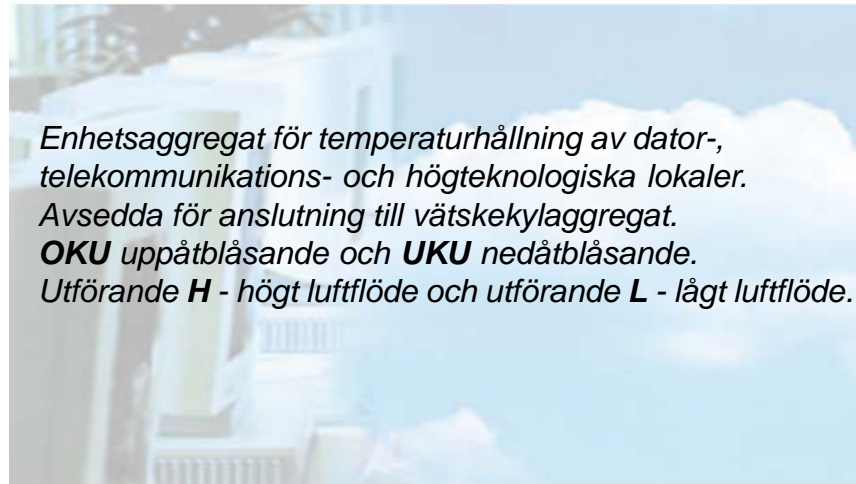 Enhetsaggregat för temperaturhållning av dator-,
telekommunikations- och högteknologiska lokaler.
Avsedda för anslutning till vätskekylaggregat.
OKU uppåtblåsande och UKU nedåtblåsande.
Utförande H - högt luftflöde och utförande L - lågt luftflöde.